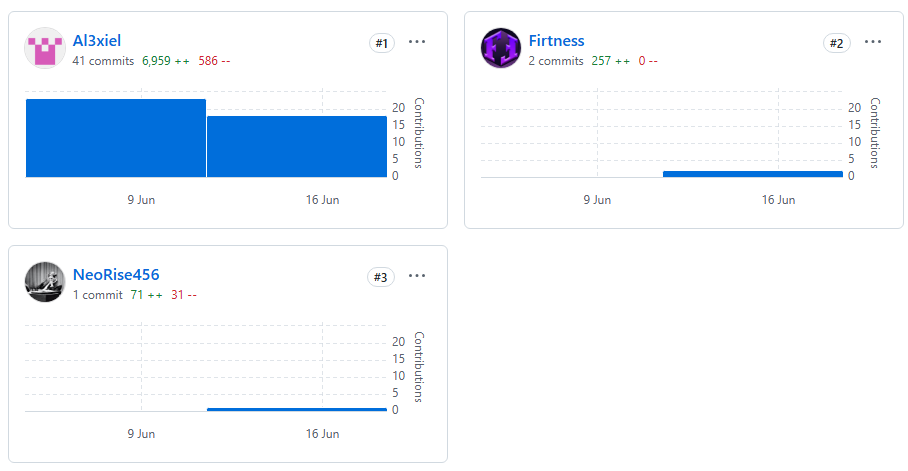 Al3xiel
#1
41 commits 6,959 ++ 586 --
20
15
10
5
0
Contributions
9 Jun 16 Jun
Firtness
#2
2 commits 257 ++ 0 --
20
15
10
5
0
Contributions
9 Jun 16 Jun
NeoRise456
#3
1 commit 71 ++ 31 --
20
15
10
5
0
Contributions
9 Jun 16 Jun